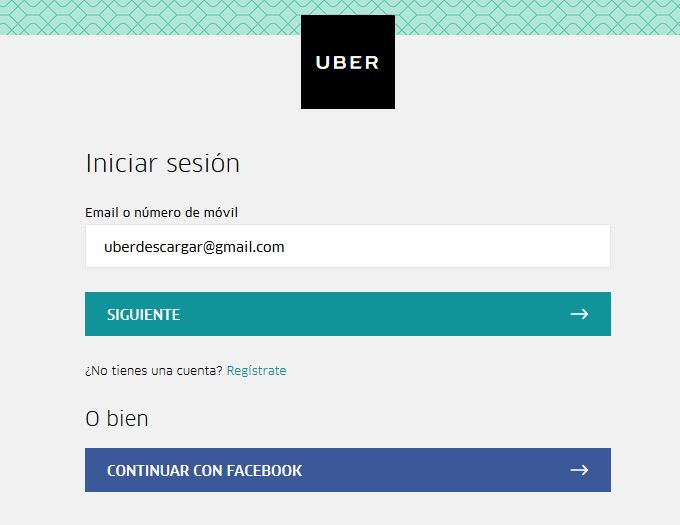 UBER
Iniciar sesión
Email o número de móvil
uberdescargar@gmail.com
SIGUIENTE
¿No tienes una cuenta? Regístrate
O bien
CONTINUAR CON FACEBOOK